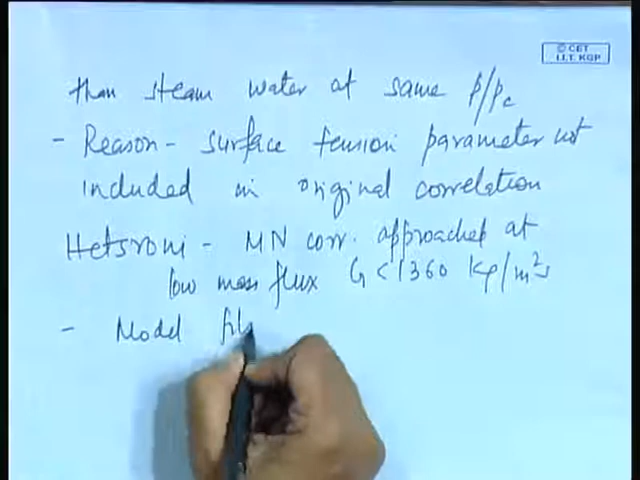 © CET
I.I.T. KGP
than steam water at same p/pc
- Reason - surface tension parameter not
included in original correlation
Hetsroni - MN corr. approached at
low mass flux G < 1360 kg/m²s
- Model fil